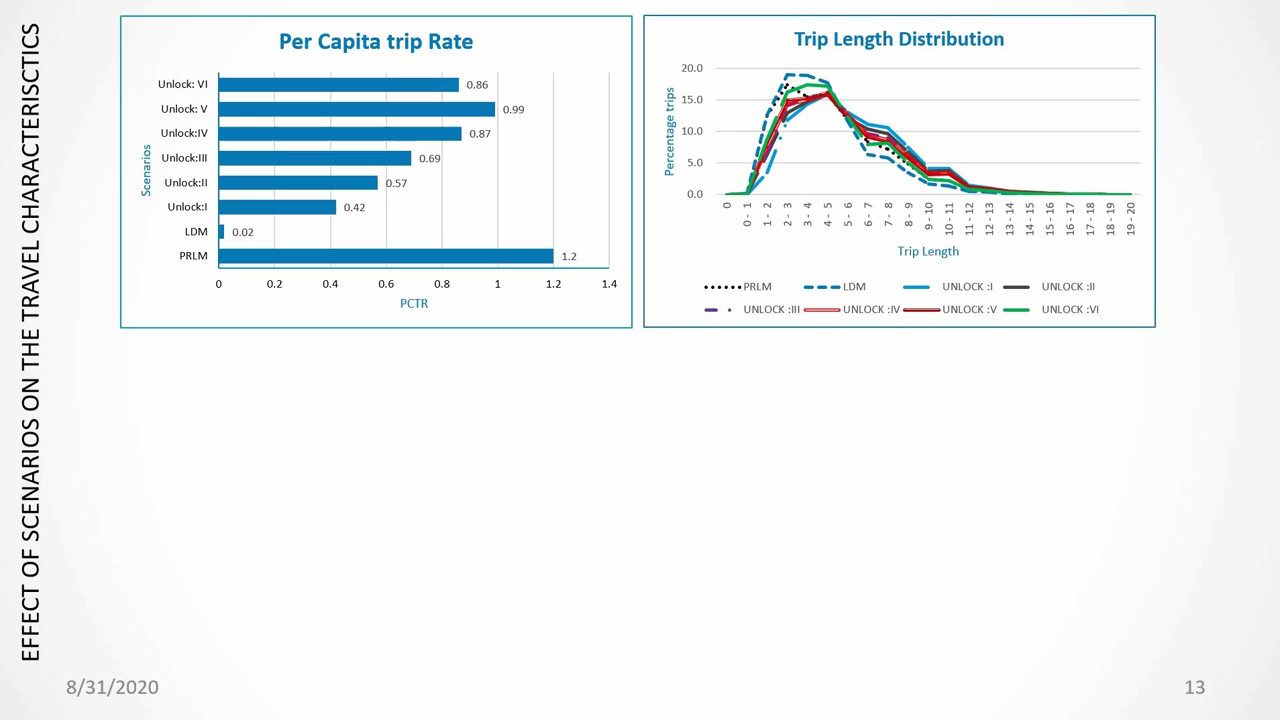 EFFECT OF SCENARIOS ON THE TRAVEL CHARACTERISCTICS
Per Capita trip Rate
Scenarios
Unlock: VI
0.86
Unlock: V
0.99
Unlock:IV
0.87
Unlock:III
0.69
Unlock:II
0.57
Unlock:I
0.42
LDM
0.02
PRLM
1.2
0 0.2 0.4 0.6 0.8 1 1.2 1.4
PCTR
Trip Length Distribution
Percentage trips
20.0
15.0
10.0
5.0
0.0
0
0 - 1
1 - 2
2 - 3
3 - 4
4 - 5
5 - 6
6 - 7
7 - 8
8 - 9
9 - 10
10 - 11
11 - 12
12 - 13
13 - 14
14 - 15
15 - 16
16 - 17
17 - 18
18 - 19
19 - 20
Trip Length
PRLM LDM UNLOCK :I UNLOCK :II
UNLOCK :III UNLOCK :IV UNLOCK :V UNLOCK :VI
8/31/2020
13